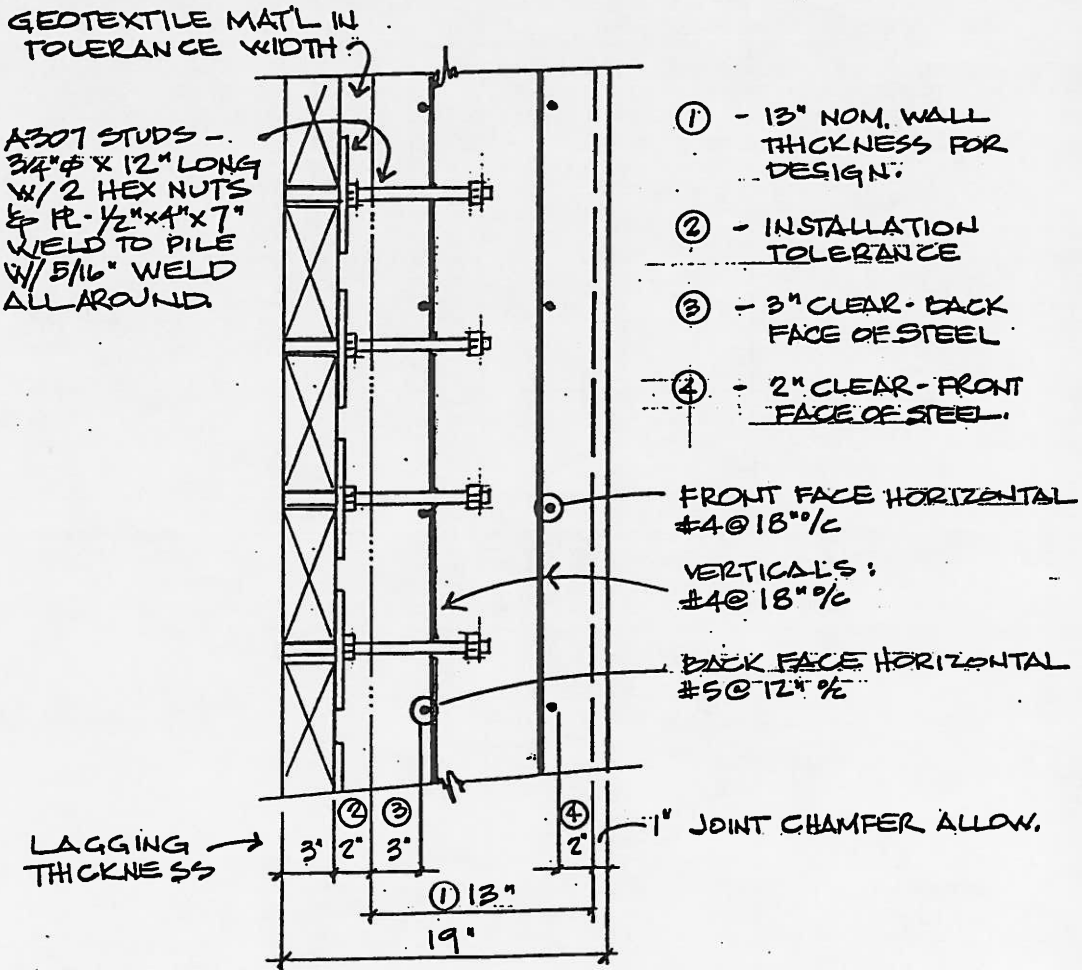 GEOTEXTILE MAT'L IN
TOLERANCE WIDTH
A307 STUDS -
3/4"φ X 12" LONG
W/ 2 HEX NUTS
& PL - 1/2" x 4" x 7"
WELD TO PILE
W/ 5/16" WELD
ALL AROUND.
① - 13" NOM. WALL
THICKNESS FOR
DESIGN.
② - INSTALLATION
TOLERANCE
③ - 3" CLEAR - BACK
FACE OF STEEL
④ - 2" CLEAR - FRONT
FACE OF STEEL.
FRONT FACE HORIZONTAL
#4@ 18" o/c
VERTICALS:
#4@ 18" o/c
BACK FACE HORIZONTAL
#5@ 12" o/c
1" JOINT CHAMFER ALLOW.
LAGGING
THICKNESS
② ③ ④
3" 2" 3" 2"
① 13"
19"